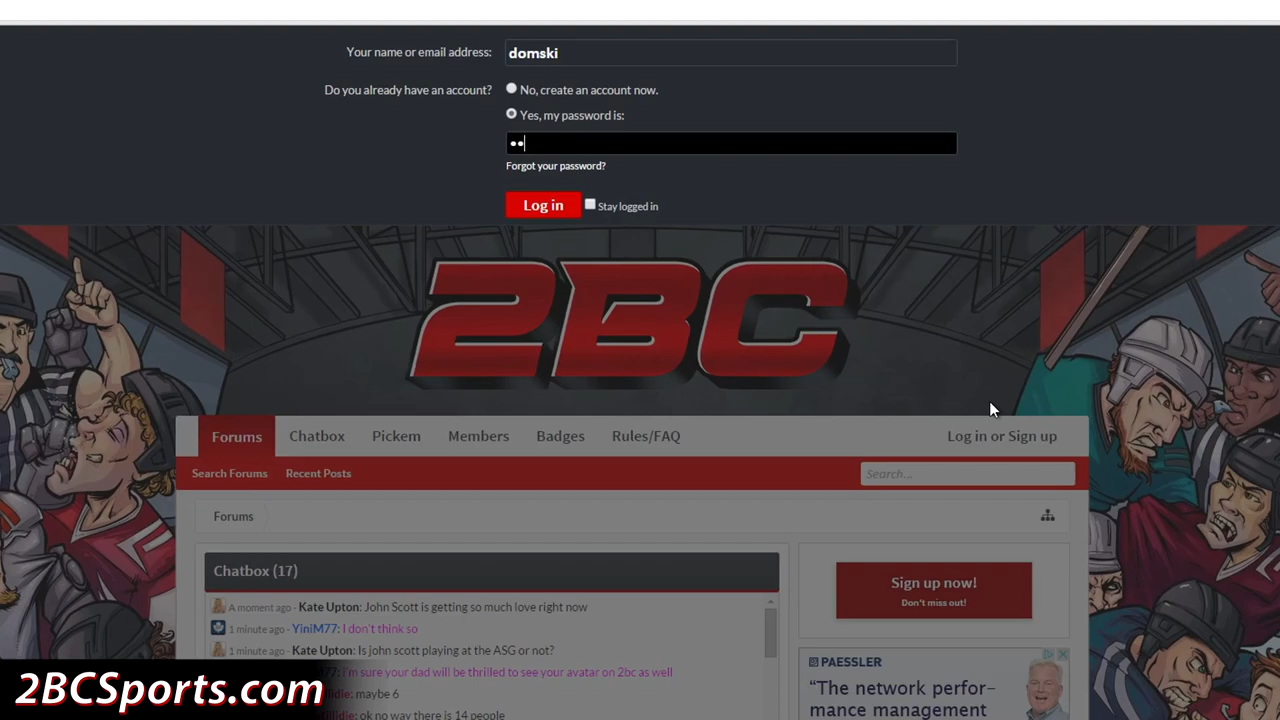 Your name or email address:
domski
Do you already have an account?
No, create an account now.
Yes, my password is:
••
Forgot your password?
Log in
Stay logged in
2BC
Forums
Chatbox
Pickem
Members
Badges
Rules/FAQ
Log in or Sign up
Search Forums
Recent Posts
Search...
Forums
Chatbox (17)
A moment ago - Kate Upton: John Scott is getting so much love right now
1 minute ago - YiniM77: I don't think so
1 minute ago - Kate Upton: Is john scott playing at the ASG or not?
77: i'm sure your dad will be thrilled to see your avatar on 2bc as well
maybe 6
ok no way there is 14 people
Sign up now!
Don't miss out!
PAESSLER
“The network perfor-
mance management
2BCSports.com